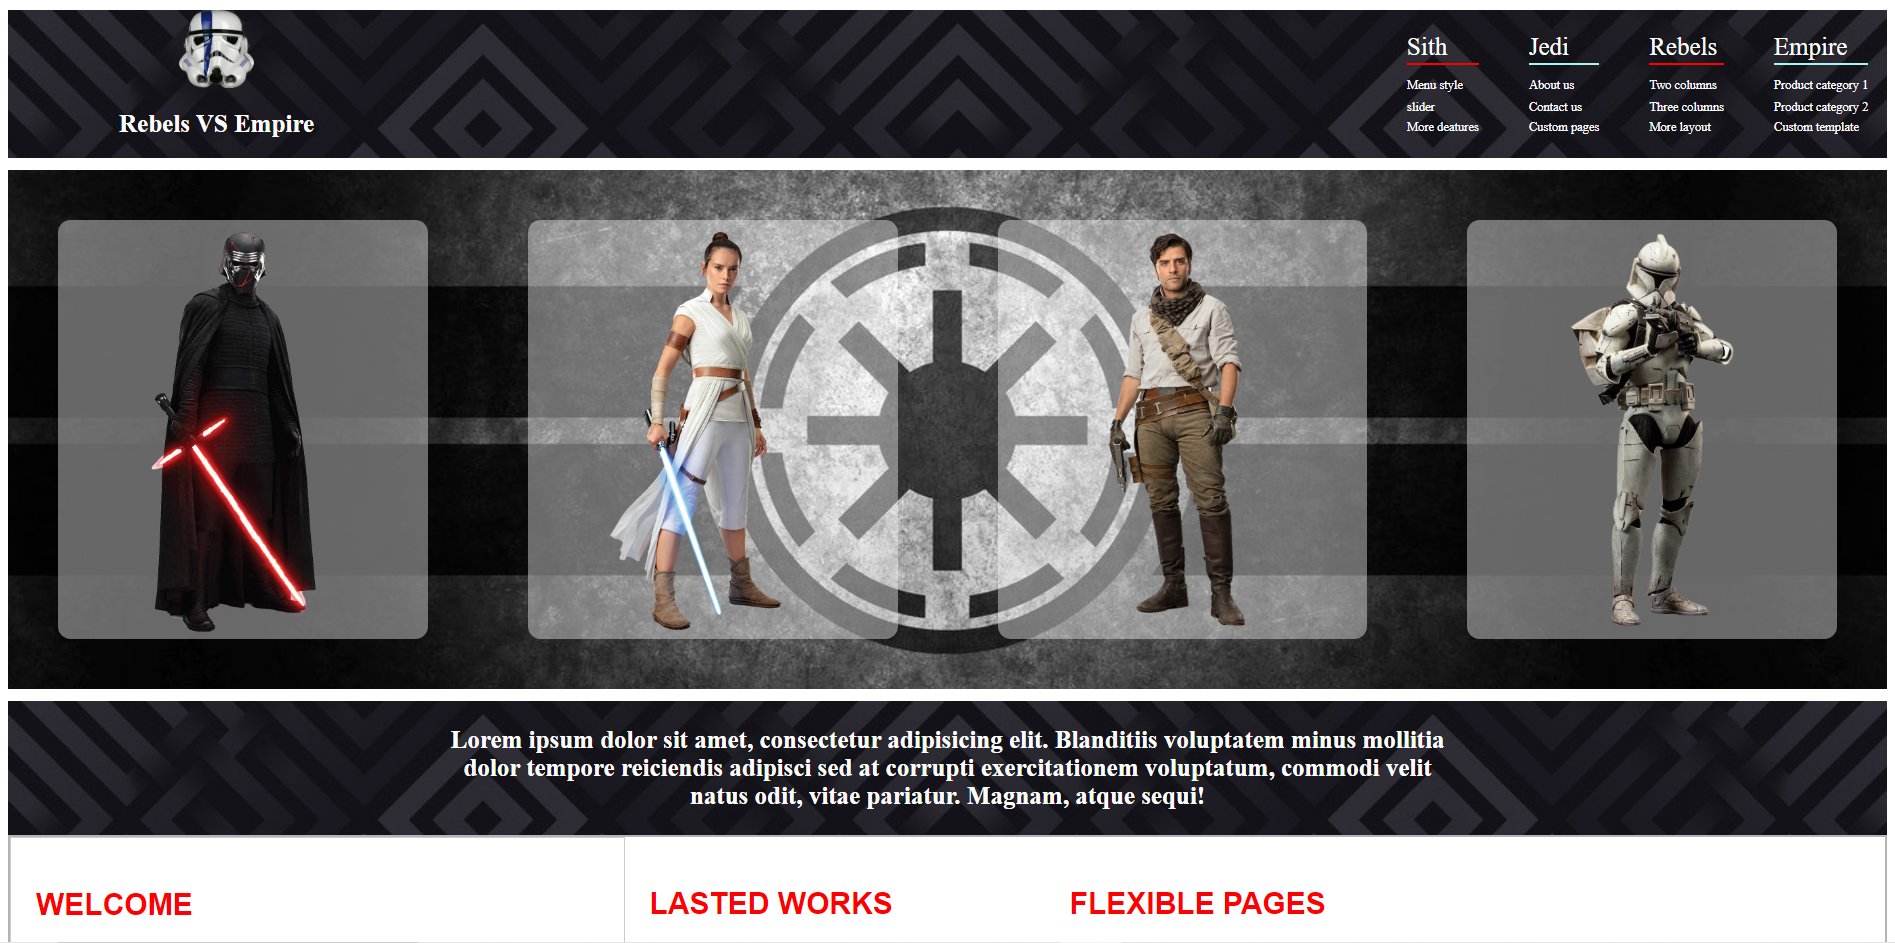 Rebels VS Empire
Sith
Menu style
slider
More deatures
Jedi
About us
Contact us
Custom pages
Rebels
Two columns
Three columns
More layout
Empire
Product category 1
Product category 2
Custom template
Lorem ipsum dolor sit amet, consectetur adipisicing elit. Blanditiis voluptatem minus mollitia
dolor tempore reiciendis adipisci sed at corrupti exercitationem voluptatum, commodi velit
natus odit, vitae pariatur. Magnam, atque sequi!
WELCOME
LASTED WORKS
FLEXIBLE PAGES